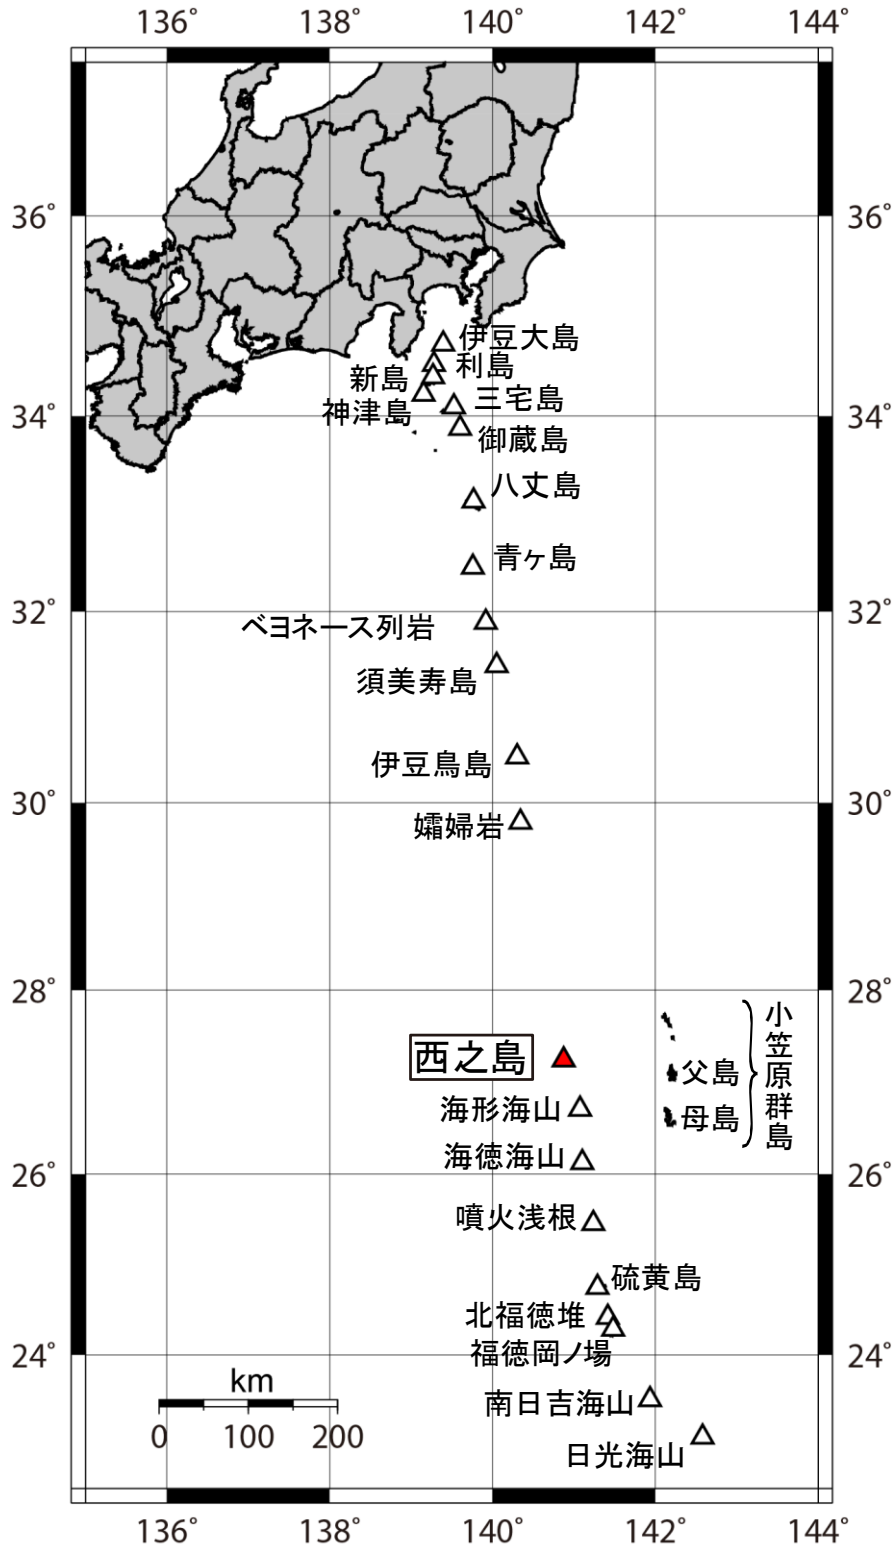 136° 138° 140° 142° 144°
36° 36°
伊豆大島
利島
新島
三宅島
神津島
34° 34°
御蔵島
八丈島
青ヶ島
32° 32°
ベヨネース列岩
須美寿島
伊豆鳥島
30° 30°
孀婦岩
28° 28°
小笠原群島
西之島
父島
海形海山
母島
海徳海山
26° 26°
噴火浅根
硫黄島
北福徳堆
福徳岡ノ場
24° 24°
km
南日吉海山
0 100 200
日光海山
136° 138° 140° 142° 144°